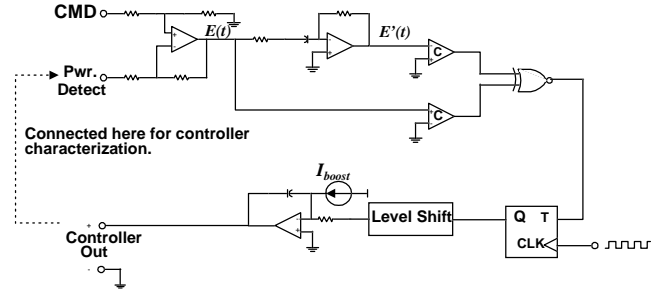 CMD
E(t)
E'(t)
C
Pwr.
Detect
C
Connected here for controller
characterization.
I_boost
Level Shift
Q T
CLK
Controller
Out